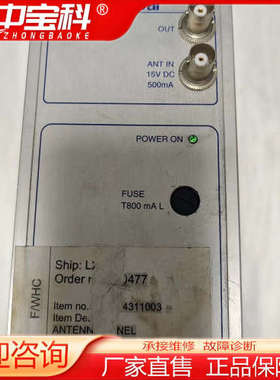 中宝科®
ZHONGBAOKE
OUT
ANT IN
15V DC
500mA
POWER ON
FUSE
T800 mA L
Ship: L
Order n 0477
F/WHC
Item no. 4311003
Item De
ANTENN NEL
承接维修 故障诊断
迎咨询 厂家直售